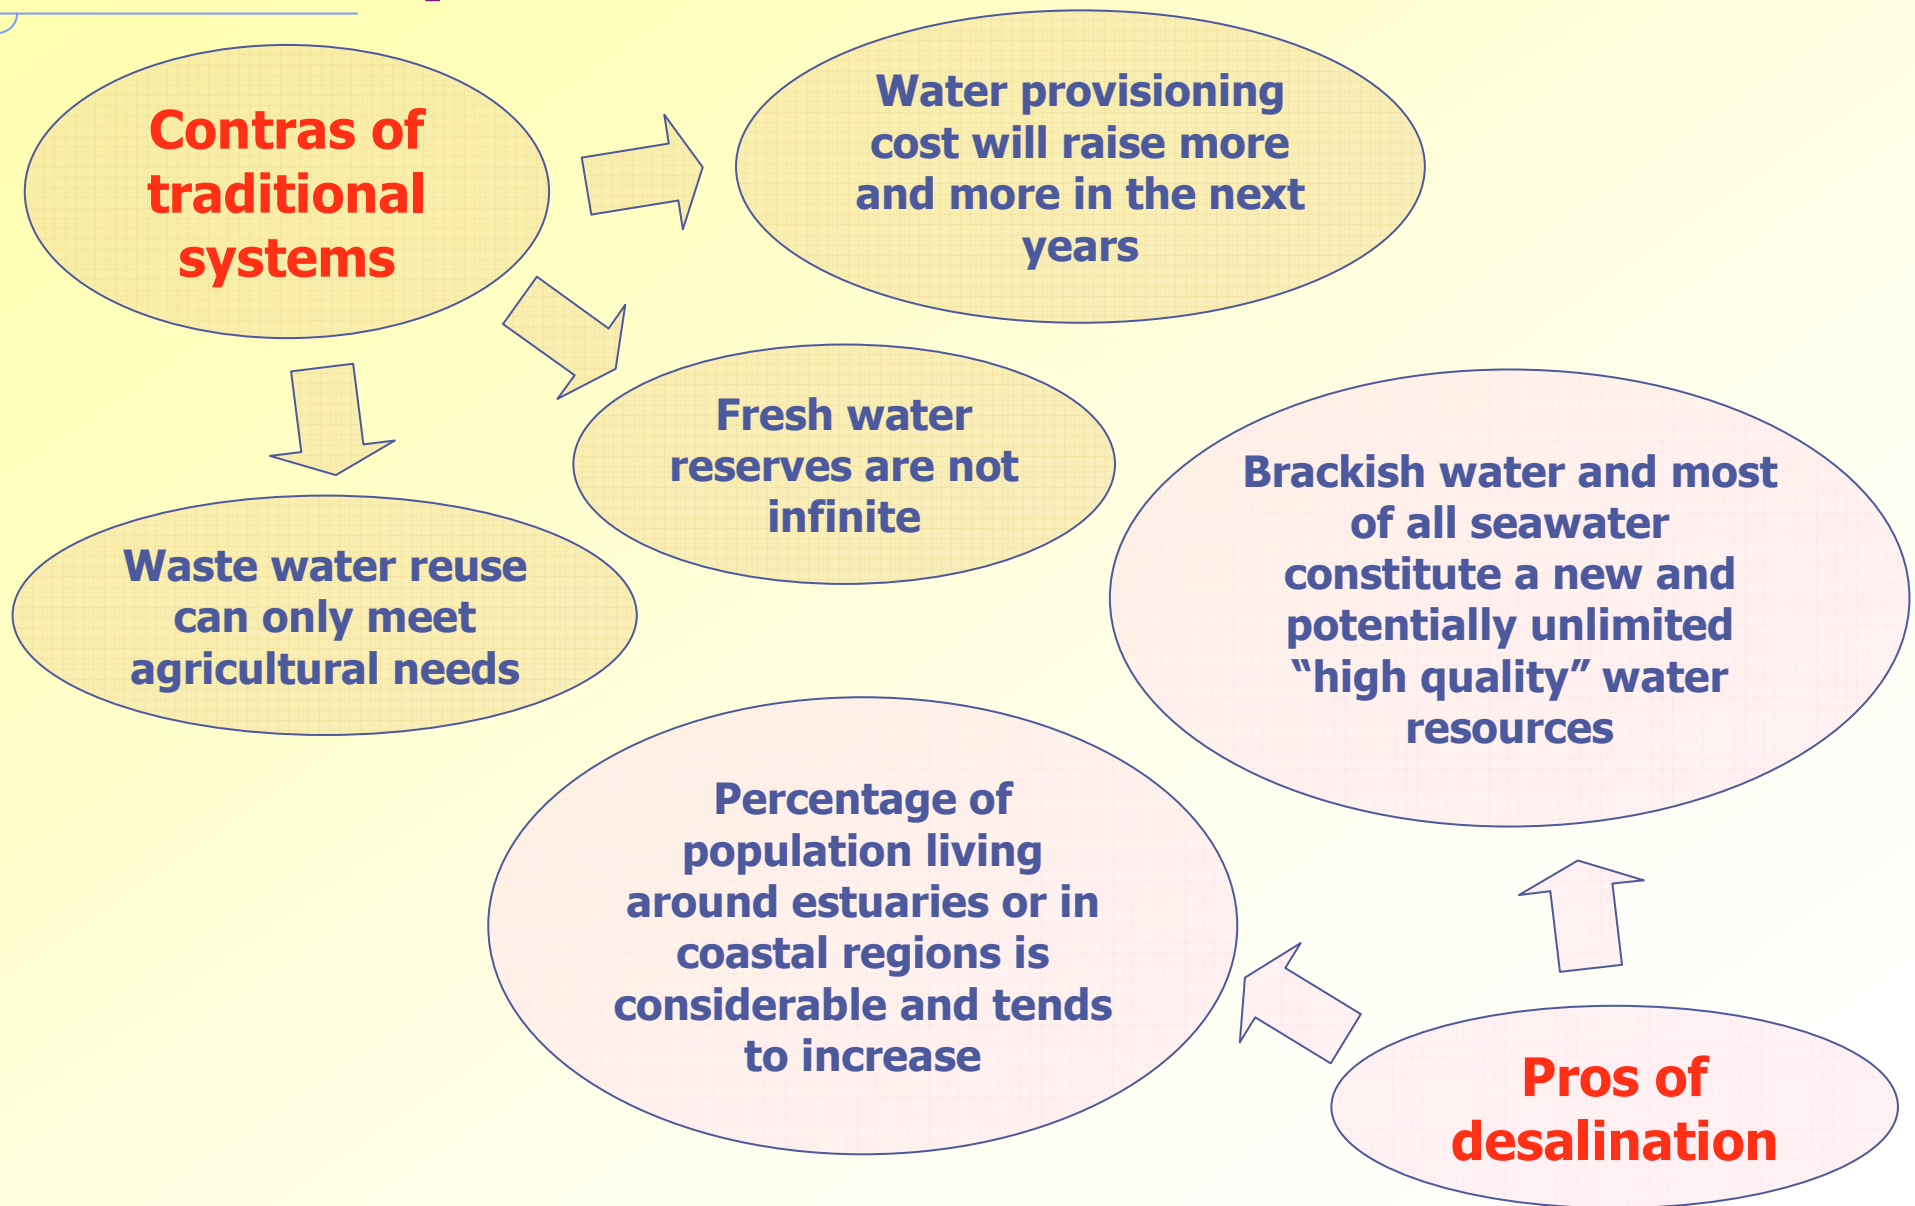 Contras of
traditional
systems
Water provisioning
cost will raise more
and more in the next
years
Fresh water
reserves are not
infinite
Waste water reuse
can only meet
agricultural needs
Brackish water and most
of all seawater
constitute a new and
potentially unlimited
“high quality” water
resources
Percentage of
population living
around estuaries or in
coastal regions is
considerable and tends
to increase
Pros of
desalination